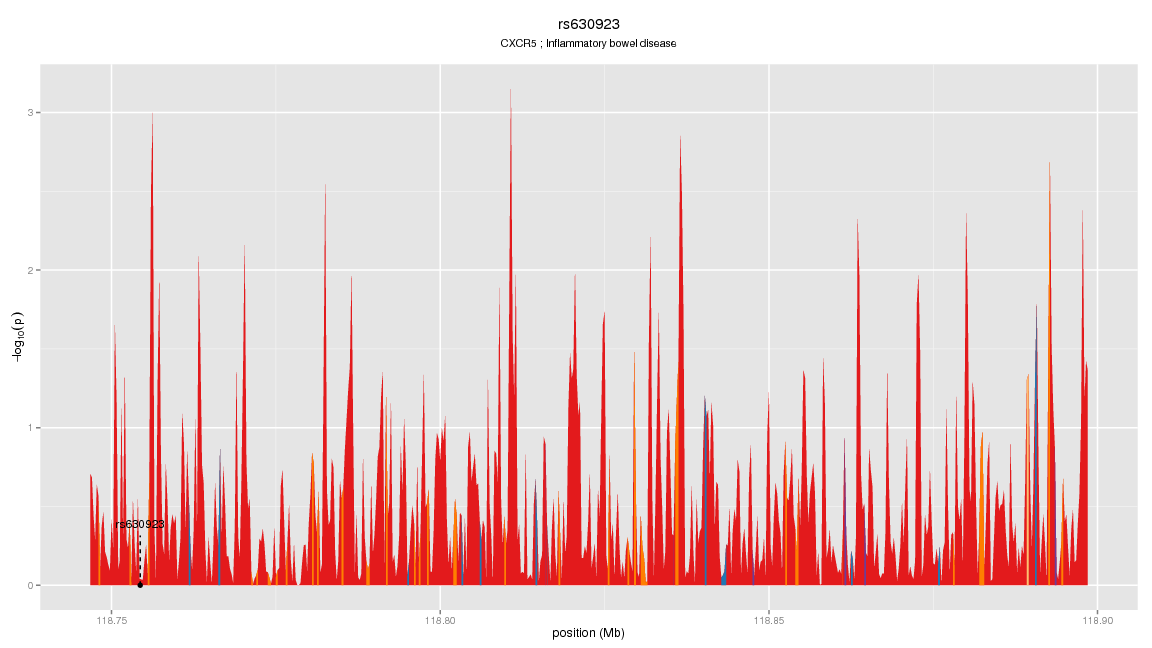 rs630923
CXCR5 ; Inflammatory bowel disease
3
2
1
0
−log10(p)
rs630923
118.75
118.80
118.85
118.90
position (Mb)